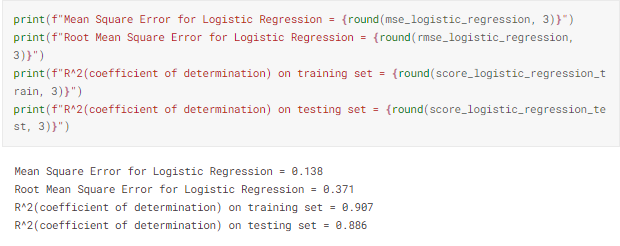 print(f"Mean Square Error for Logistic Regression = {round(mse_logistic_regression, 3)}")
print(f"Root Mean Square Error for Logistic Regression = {round(rmse_logistic_regression,
3)}")
print(f"R^2(coefficient of determination) on training set = {round(score_logistic_regression_t
rain, 3)}")
print(f"R^2(coefficient of determination) on testing set = {round(score_logistic_regression_te
st, 3)}")
Mean Square Error for Logistic Regression = 0.138
Root Mean Square Error for Logistic Regression = 0.371
R^2(coefficient of determination) on training set = 0.907
R^2(coefficient of determination) on testing set = 0.886